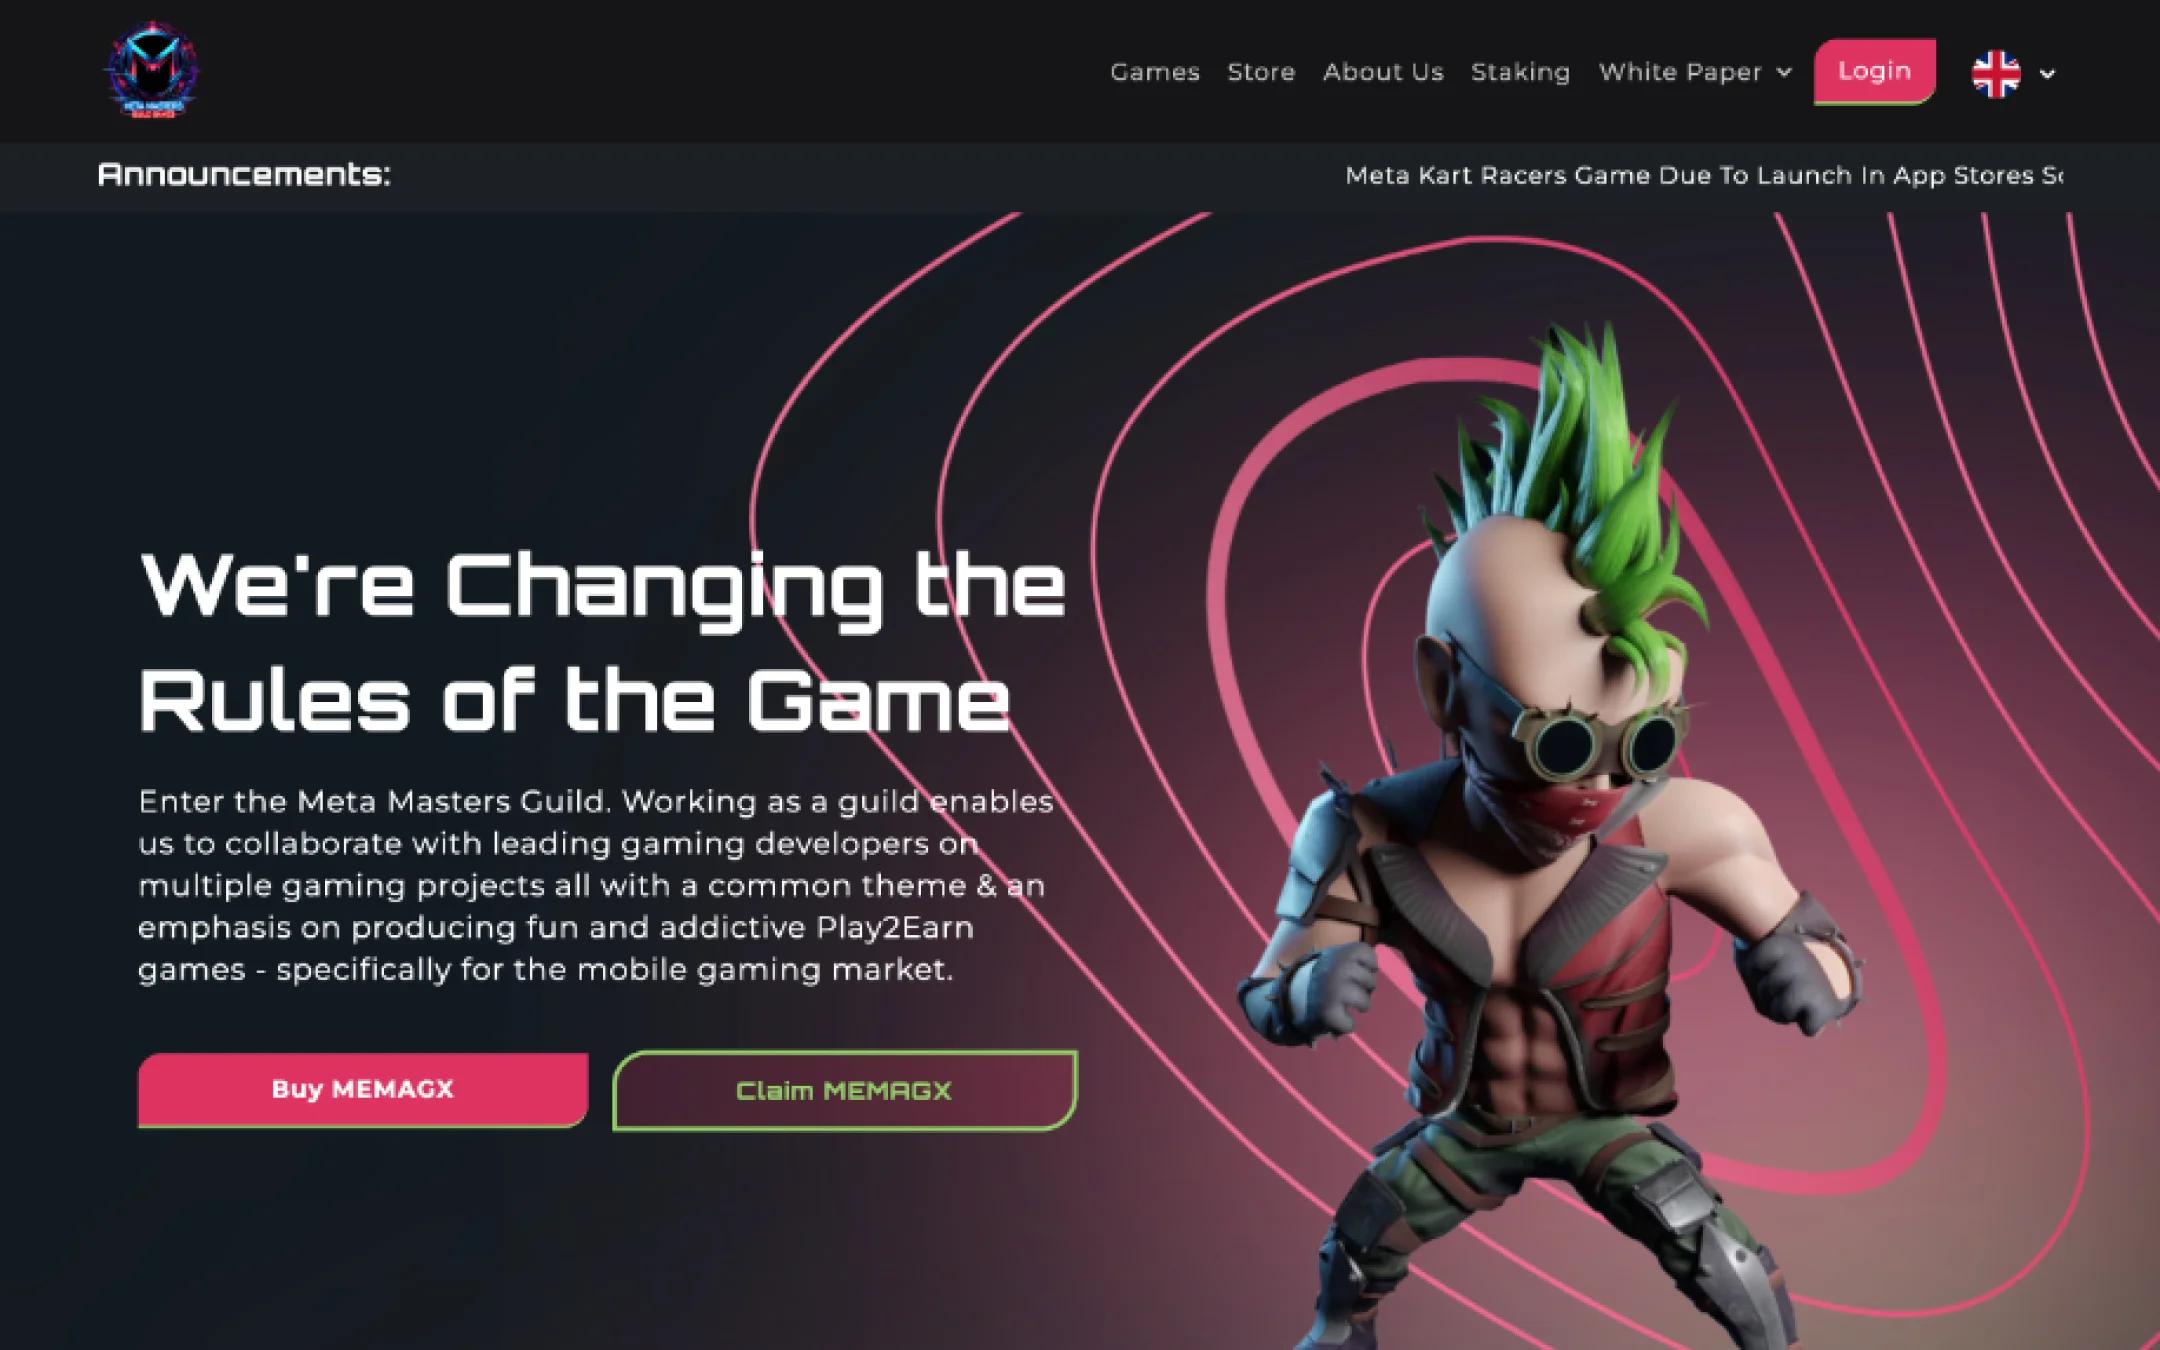 META MASTERS
Games Store About Us Staking White Paper Login
Announcements: Meta Kart Racers Game Due To Launch In App Stores
We're Changing the
Rules of the Game
Enter the Meta Masters Guild. Working as a guild enables
us to collaborate with leading gaming developers on
multiple gaming projects all with a common theme & an
emphasis on producing fun and addictive Play2Earn
games - specifically for the mobile gaming market.
Buy MEMAGX Claim MEMAGX